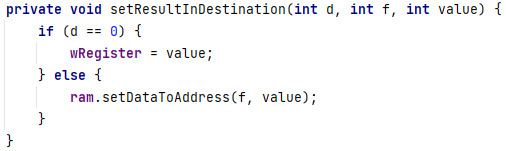 private void setResultInDestination(int d, int f, int value) {
    if (d == 0) {
        wRegister = value;
    } else {
        ram.setDataToAddress(f, value);
    }
}